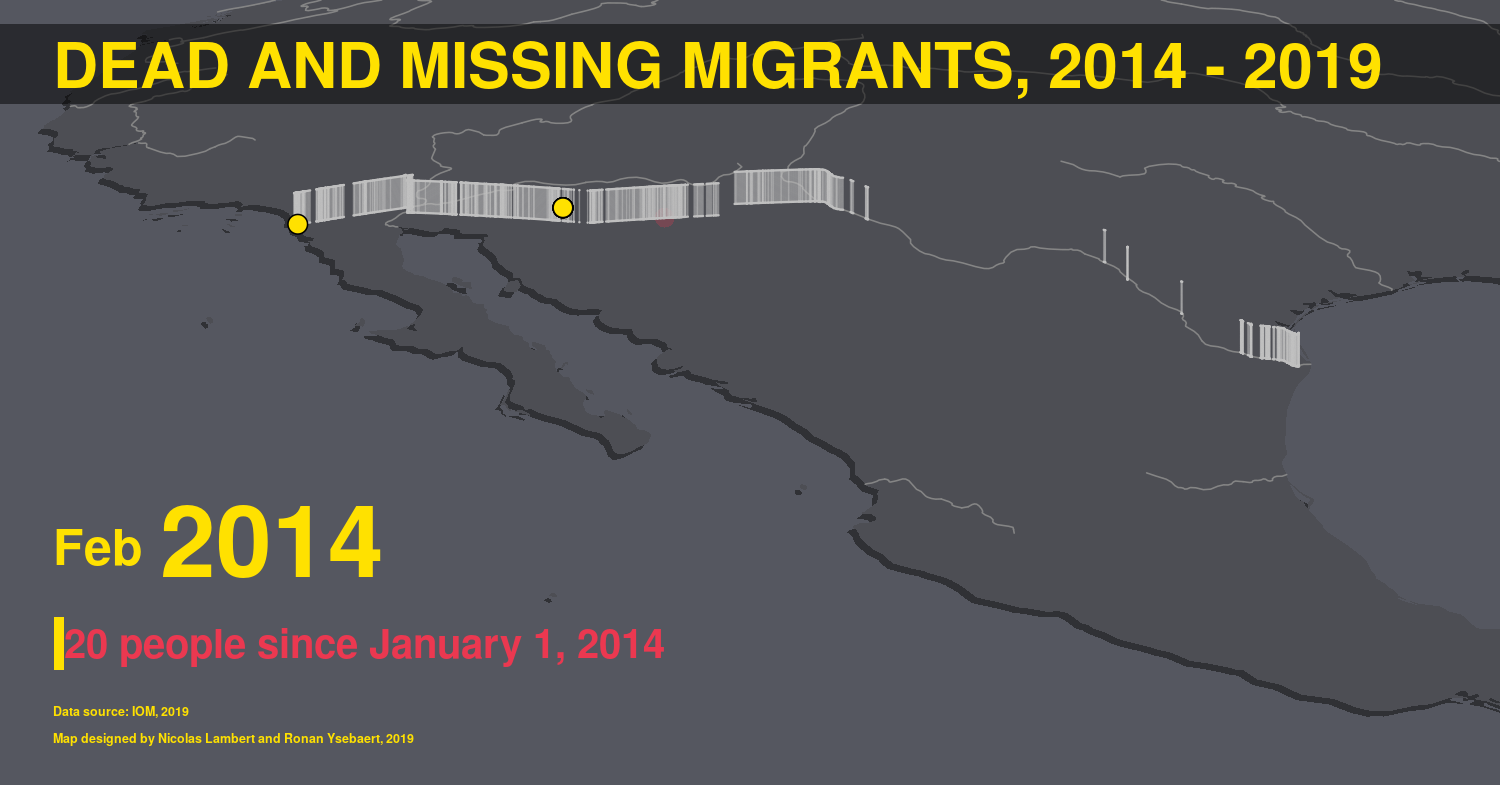 DEAD AND MISSING MIGRANTS, 2014 - 2019
Feb 2014
20 people since January 1, 2014
Data source: IOM, 2019
Map designed by Nicolas Lambert and Ronan Ysebaert, 2019